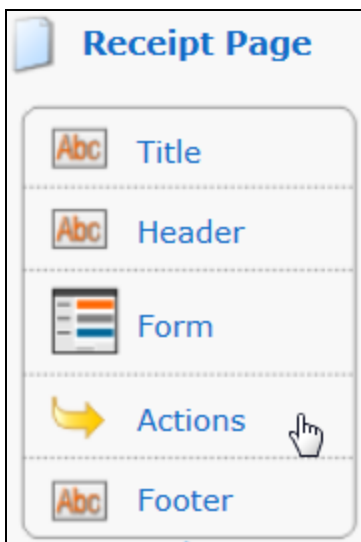 Receipt Page
Abc Title
Abc Header
Form
Actions
Abc Footer